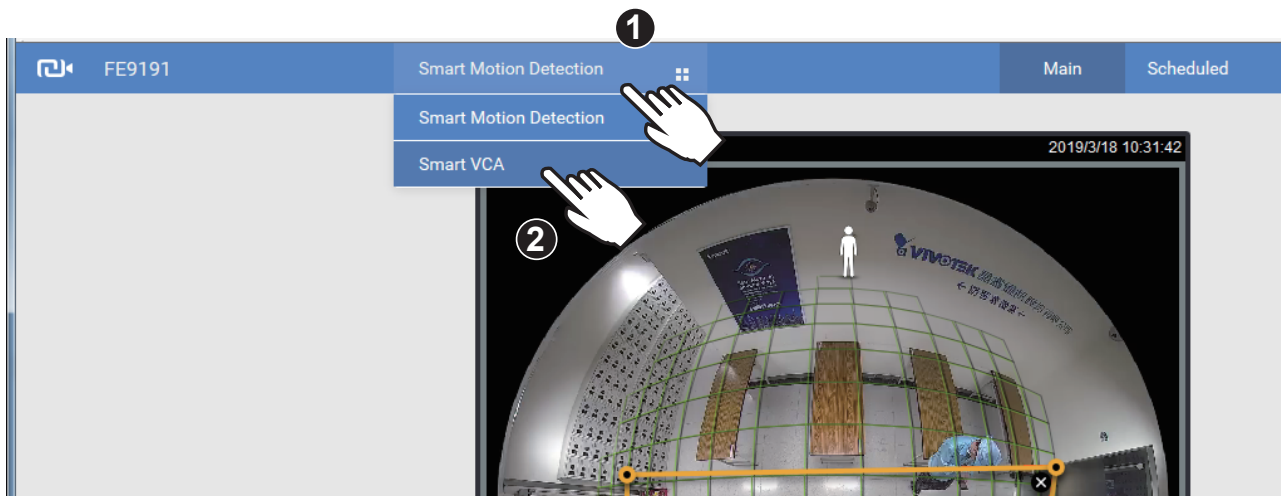 1
FE9191
Smart Motion Detection
Main
Scheduled
Smart Motion Detection
Smart VCA
2019/3/18 10:31:42
2
VIVOTEK